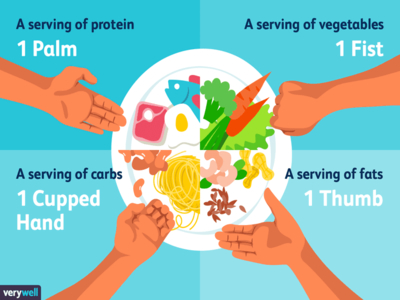 A serving of protein
1 Palm
A serving of vegetables
1 Fist
A serving of carbs
1 Cupped
Hand
A serving of fats
1 Thumb
verywell